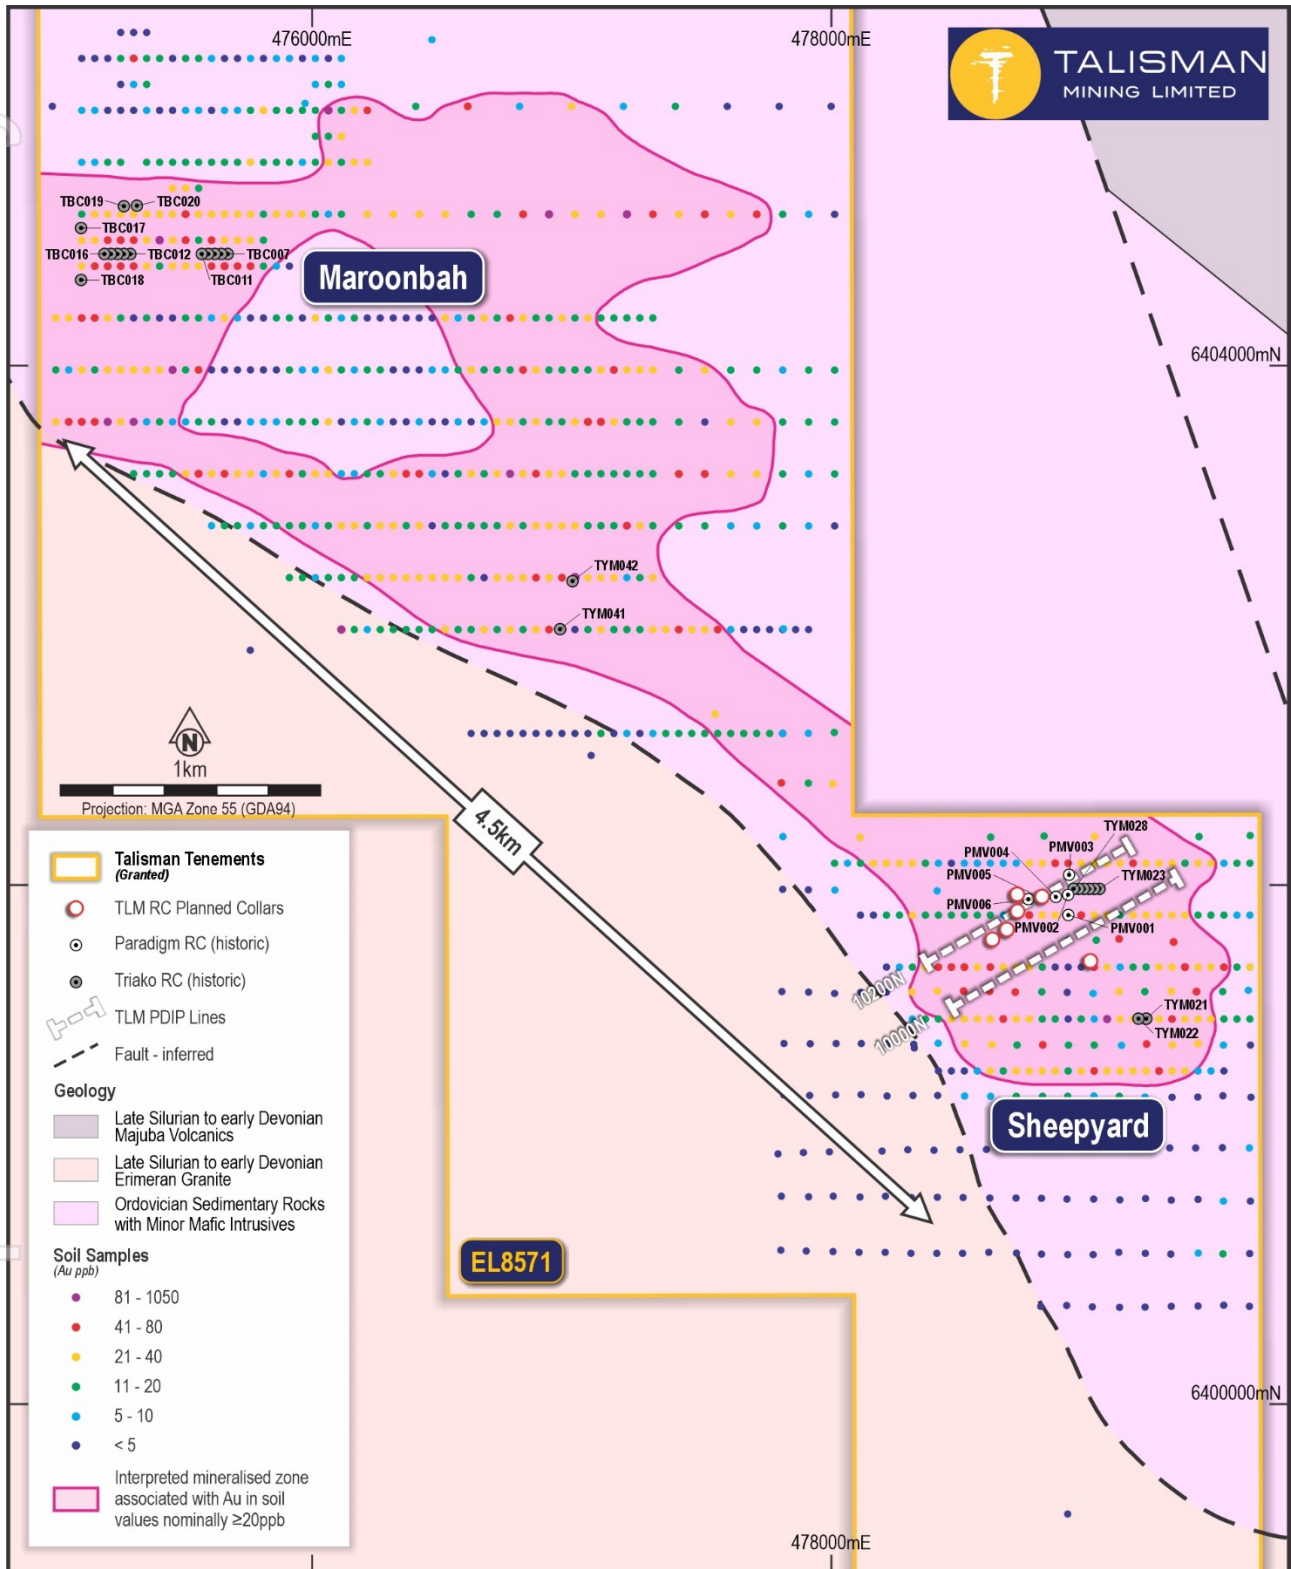 476000mE
478000mE
TALISMAN
MINING LIMITED
TBC019
TBC020
TBC017
TBC016
TBC012
TBC007
TBC018
TBC011
Maroonbah
6404000mN
TYM042
TYM041
N
1km
Projection: MGA Zone 55 (GDA94)
4.5km
TYM028
PMV004
PMV003
PMV005
TYM023
PMV006
PMV002
PMV001
10200N
10000N
TYM021
TYM022
Sheepyard
EL8571
6400000mN
478000mE
Talisman Tenements
(Granted)
TLM RC Planned Collars
Paradigm RC (historic)
Triako RC (historic)
TLM PDIP Lines
Fault - inferred
Geology
Late Silurian to early Devonian
Majuba Volcanics
Late Silurian to early Devonian
Erimeran Granite
Ordovician Sedimentary Rocks
with Minor Mafic Intrusives
Soil Samples
(Au ppb)
81 - 1050
41 - 80
21 - 40
11 - 20
5 - 10
< 5
Interpreted mineralised zone
associated with Au in soil
values nominally ≥20ppb